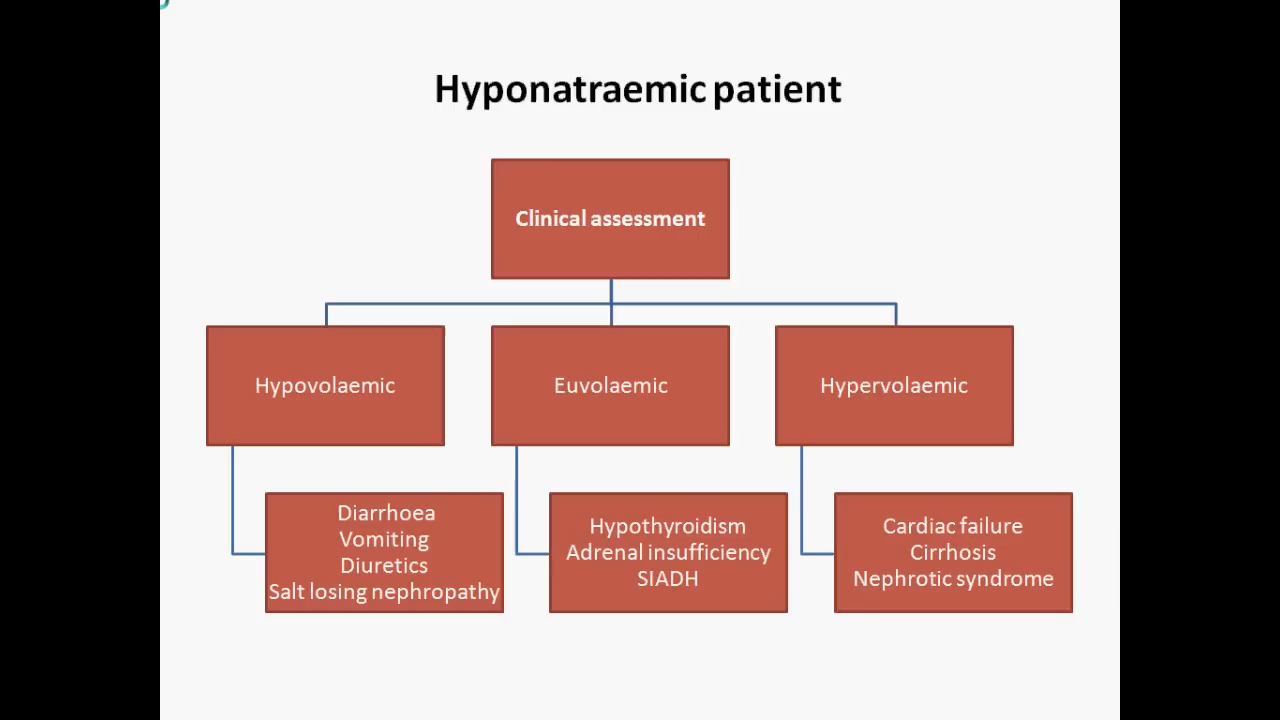 Hyponatraemic patient
Clinical assessment
Hypovolaemic
Euvolaemic
Hypervolaemic
Diarrhoea
Vomiting
Diuretics
Salt losing nephropathy
Hypothyroidism
Adrenal insufficiency
SIADH
Cardiac failure
Cirrhosis
Nephrotic syndrome